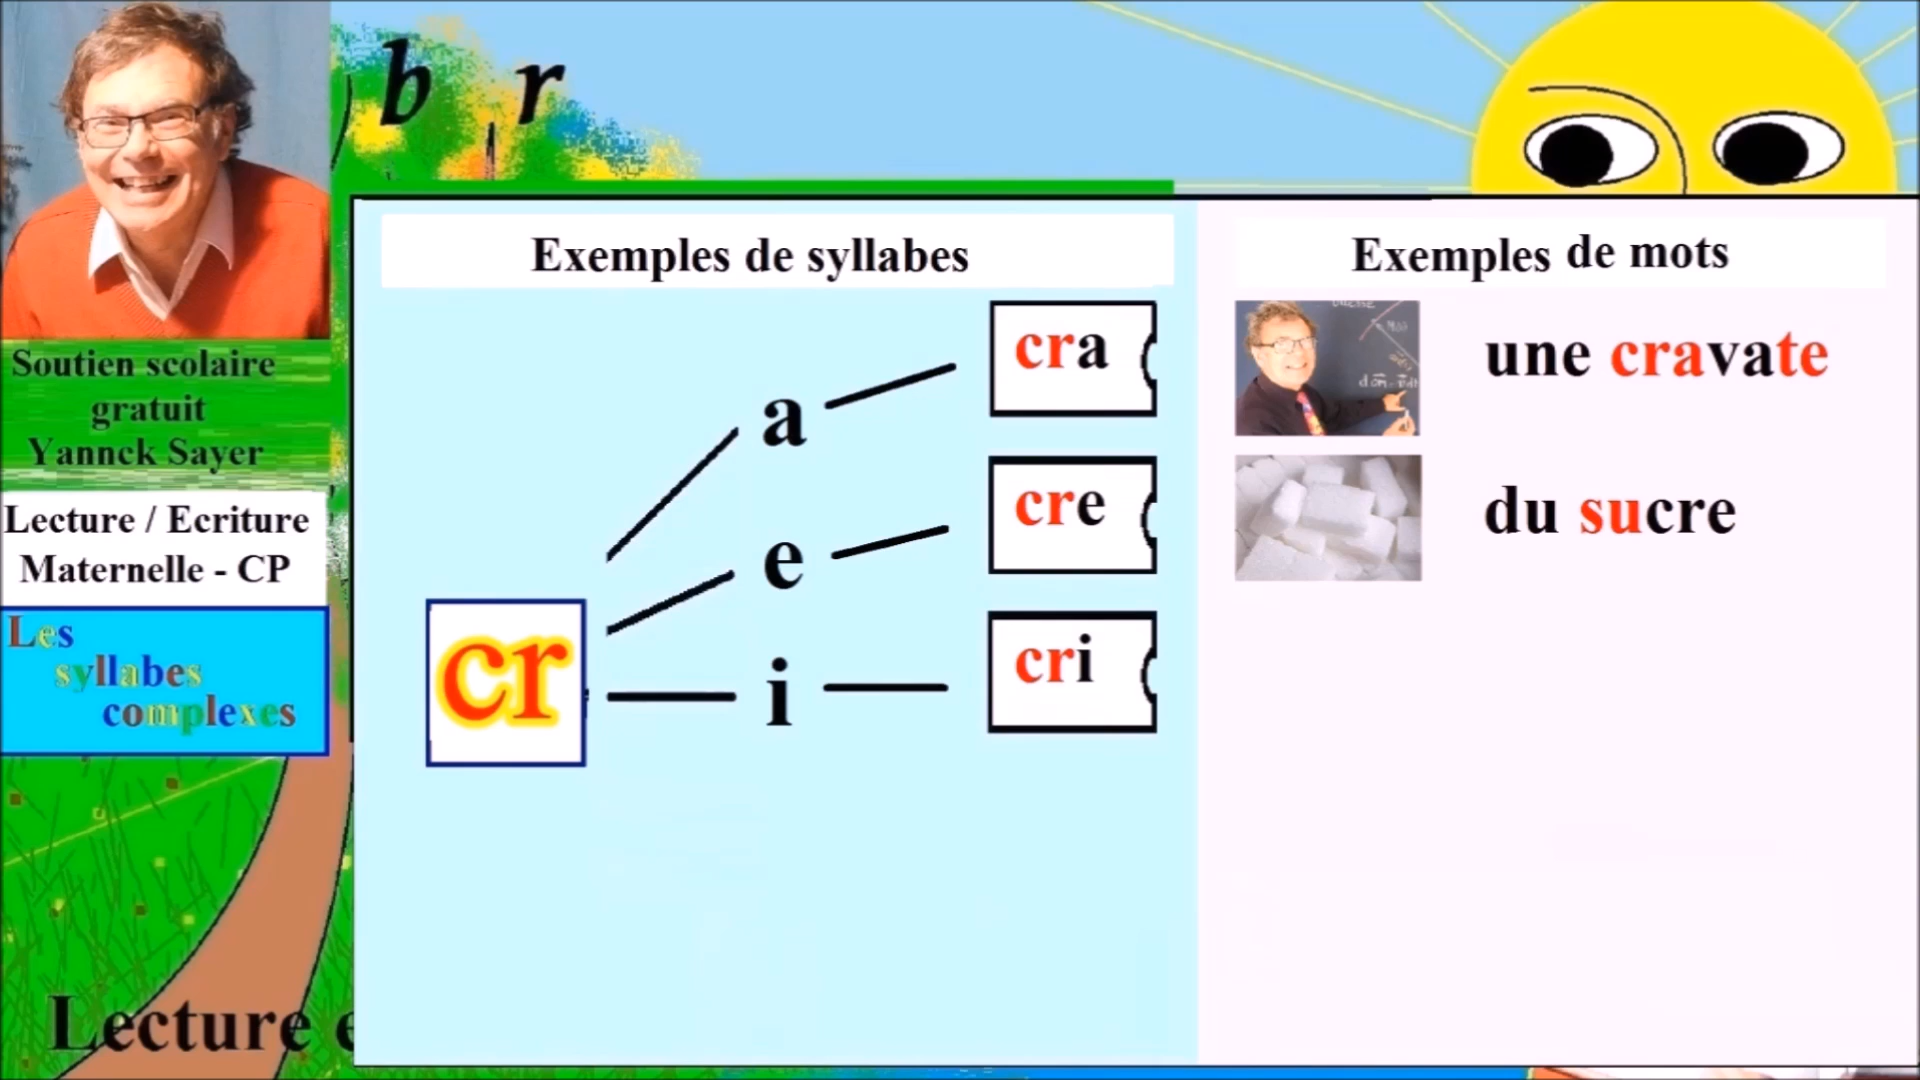 b r
Soutien scolaire
gratuit
Yannck Sayer
Lecture / Ecriture
Maternelle - CP
Les
syllabes
complexes
Lecture e
Exemples de syllabes
cr
a
e
i
cra
cre
cri
Exemples de mots
une cravate
du sucre